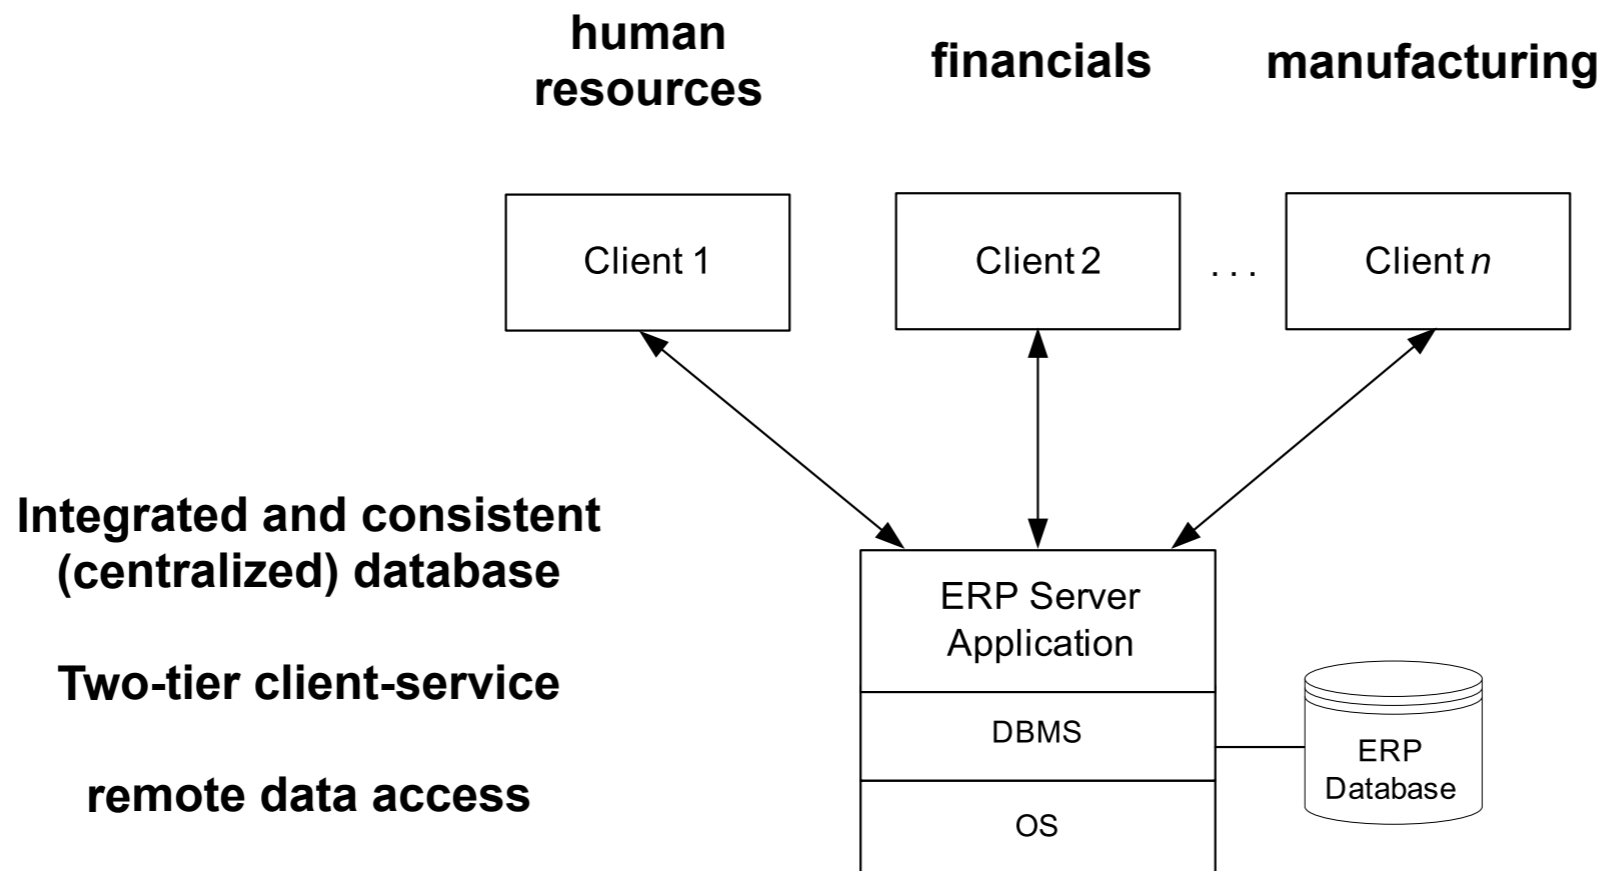 human
resources
financials
manufacturing
Client 1
Client 2
. . .
Client n
Integrated and consistent
(centralized) database
Two-tier client-service
remote data access
ERP Server
Application
DBMS
OS
ERP
Database